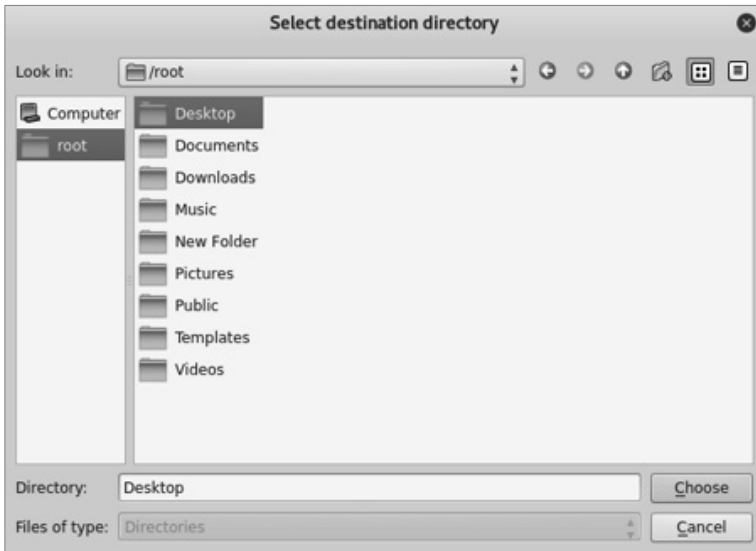 Select destination directory
Look in: /root
Computer
root
Desktop
Documents
Downloads
Music
New Folder
Pictures
Public
Templates
Videos
Directory: Desktop Choose
Files of type: Directories Cancel